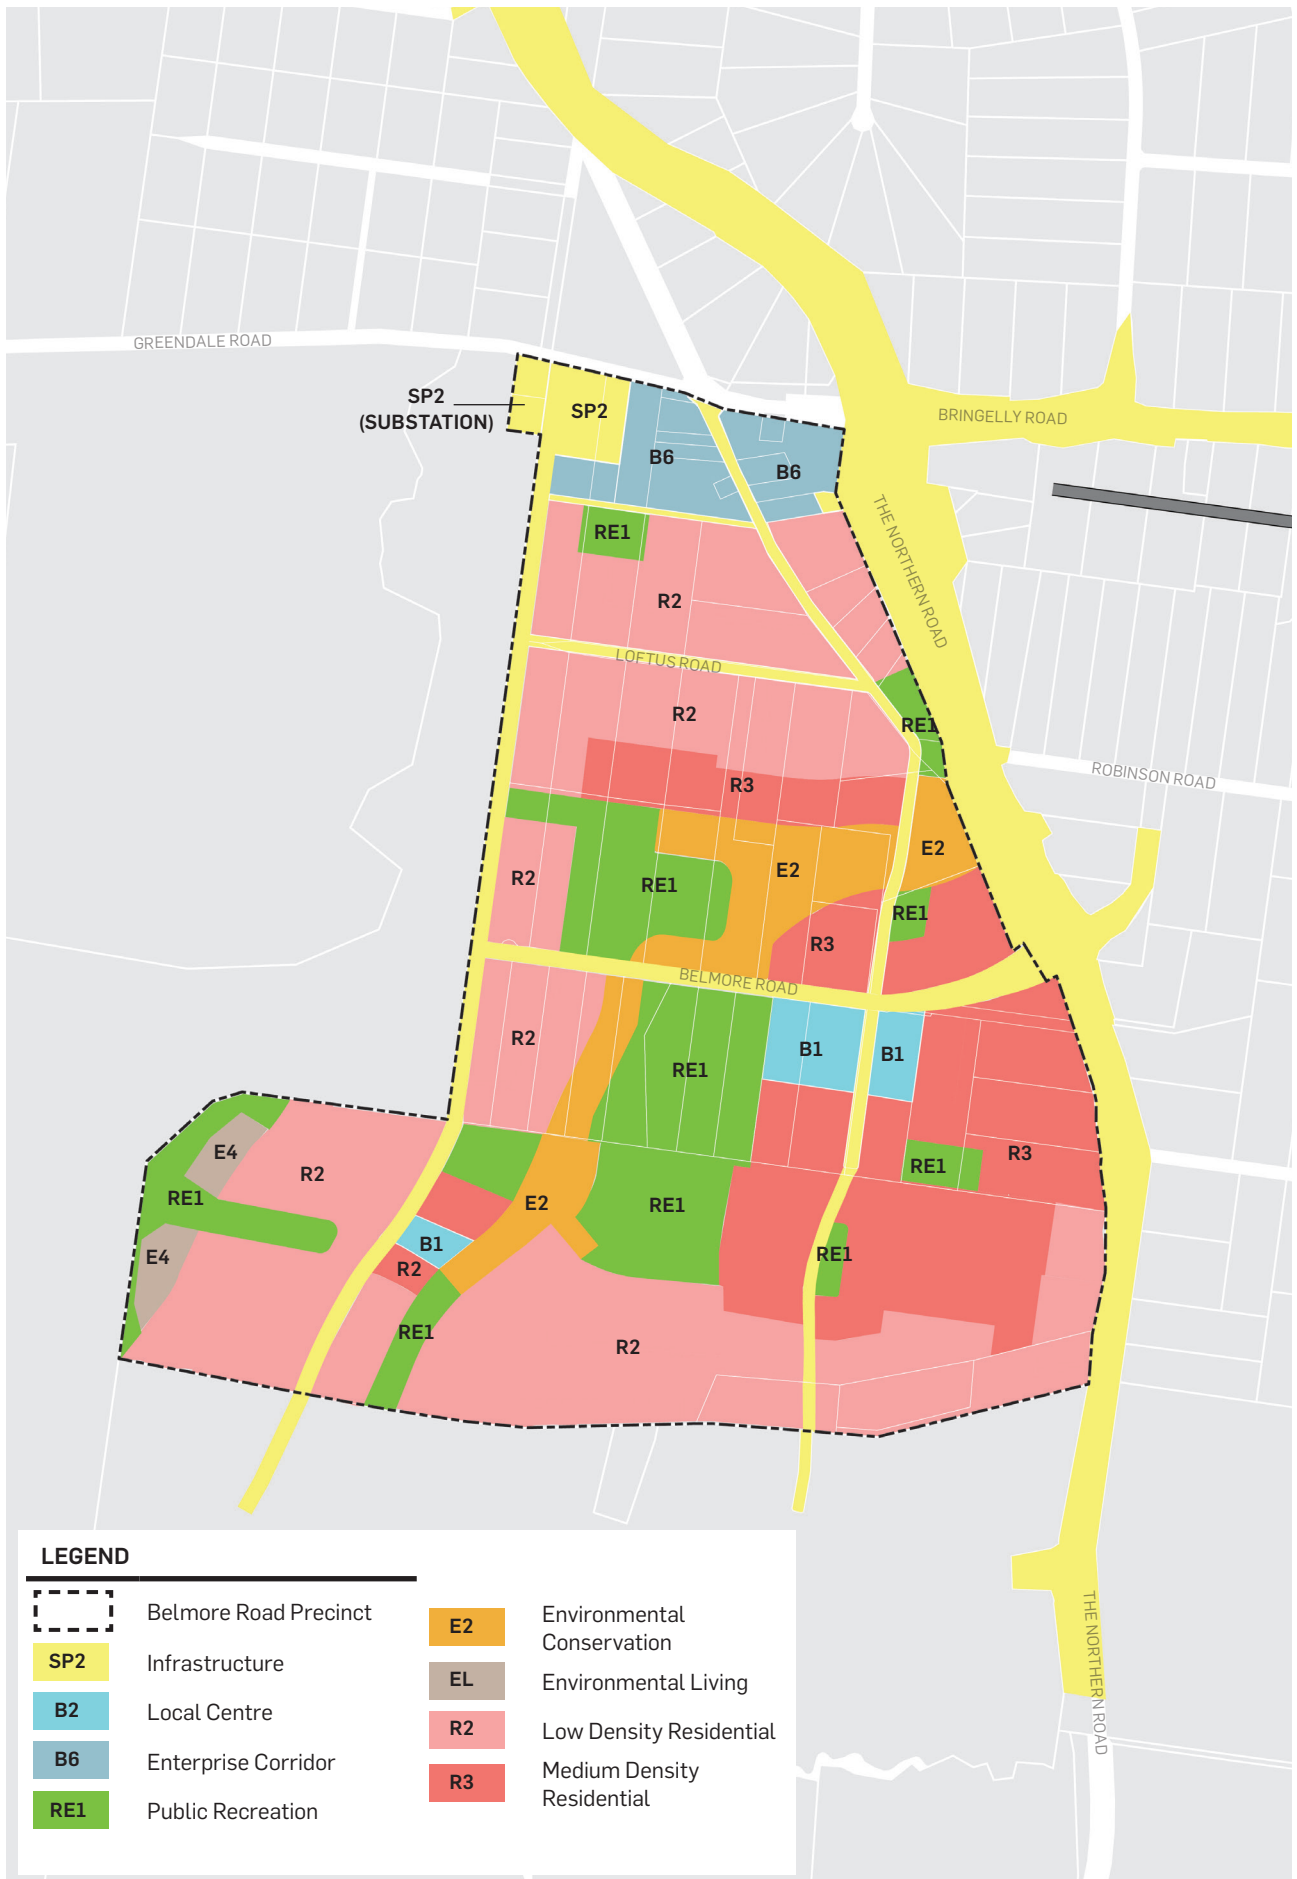 GREENDALE ROAD
SP2
(SUBSTATION)
SP2
BRINGELLY ROAD
B6
B6
THE NORTHERN ROAD
RE1
R2
LOFTUS ROAD
R2
RE1
ROBINSON ROAD
R3
E2
E2
R2
RE1
RE1
R3
BELMORE ROAD
R2
B1
B1
RE1
E4
R2
R3
RE1
RE1
E2
RE1
B1
RE1
E4
R2
RE1
R2
LEGEND
Belmore Road Precinct
SP2 Infrastructure
B2 Local Centre
B6 Enterprise Corridor
RE1 Public Recreation
E2 Environmental
Conservation
EL Environmental Living
R2 Low Density Residential
R3 Medium Density
Residential
THE NORTHERN ROAD